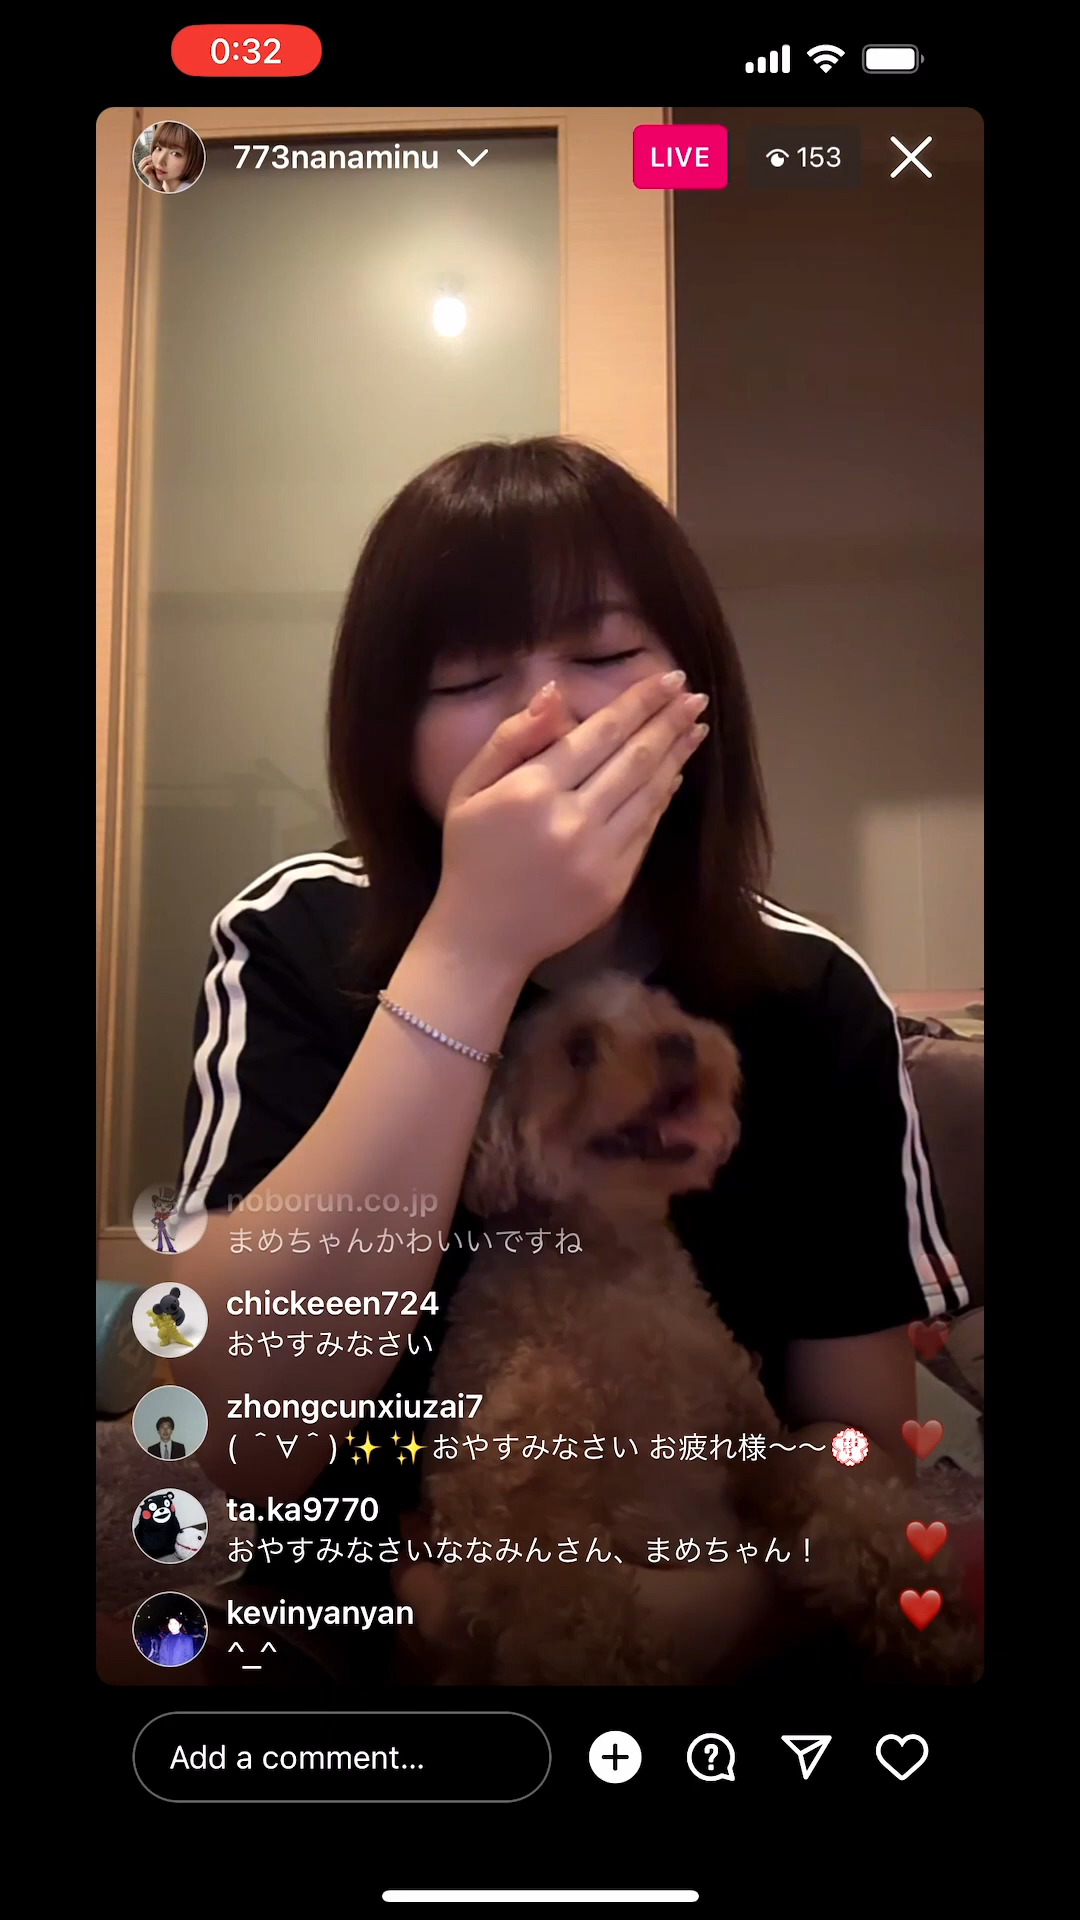 0:32
773nanaminu
LIVE
153
noborun.co.jp
まめちゃんかわいいですね
chickeeen724
おやすみなさい
zhongcunxiuzai7
( ＾∀＾)✨ ✨おやすみなさい お疲れ様〜〜💮
ta.ka9770
おやすみなさいななみんさん、まめちゃん！
kevinyanyan
^_^
Add a comment...